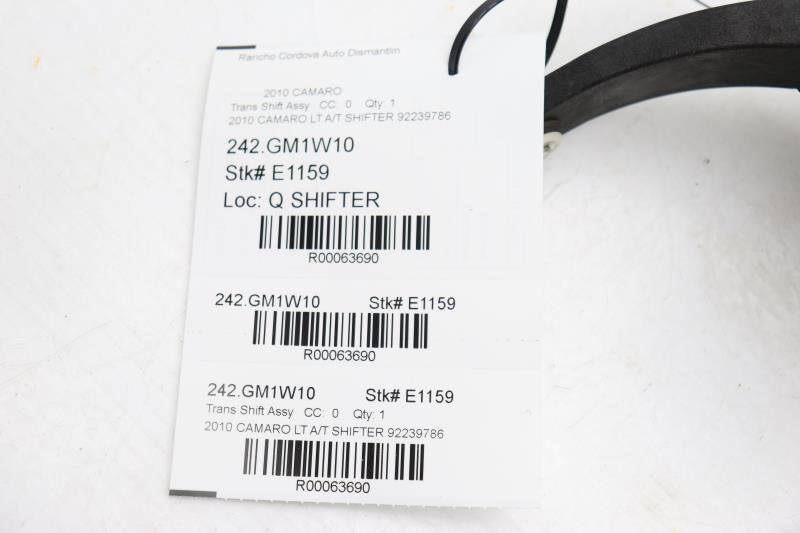 Rancho Cordova Auto Dismantlin
2010 CAMARO
Trans Shift Assy CC: 0 Qty: 1
2010 CAMARO LT A/T SHIFTER 92239786
242.GM1W10
Stk# E1159
Loc: Q SHIFTER
R00063690
242.GM1W10 Stk# E1159
R00063690
242.GM1W10 Stk# E1159
Trans Shift Assy CC: 0 Qty: 1
2010 CAMARO LT A/T SHIFTER 92239786
R00063690